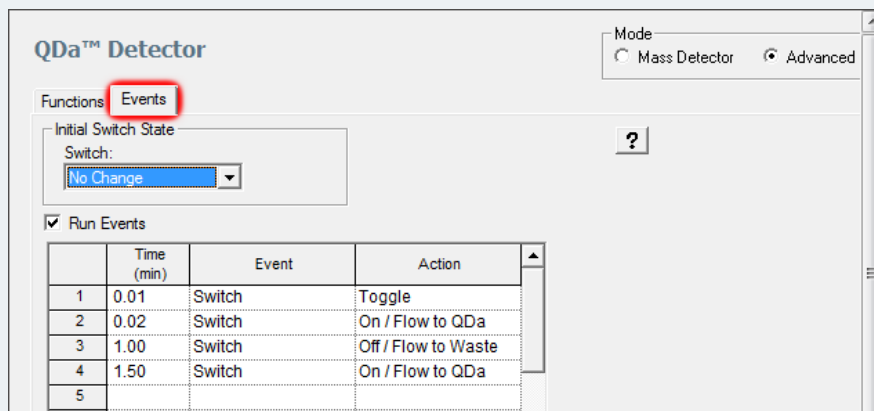 QDa™ Detector
Mode
Mass Detector
Advanced
Functions
Events
Initial Switch State
Switch:
No Change
?
Run Events
Time (min) Event Action
1 0.01 Switch Toggle
2 0.02 Switch On / Flow to QDa
3 1.00 Switch Off / Flow to Waste
4 1.50 Switch On / Flow to QDa
5